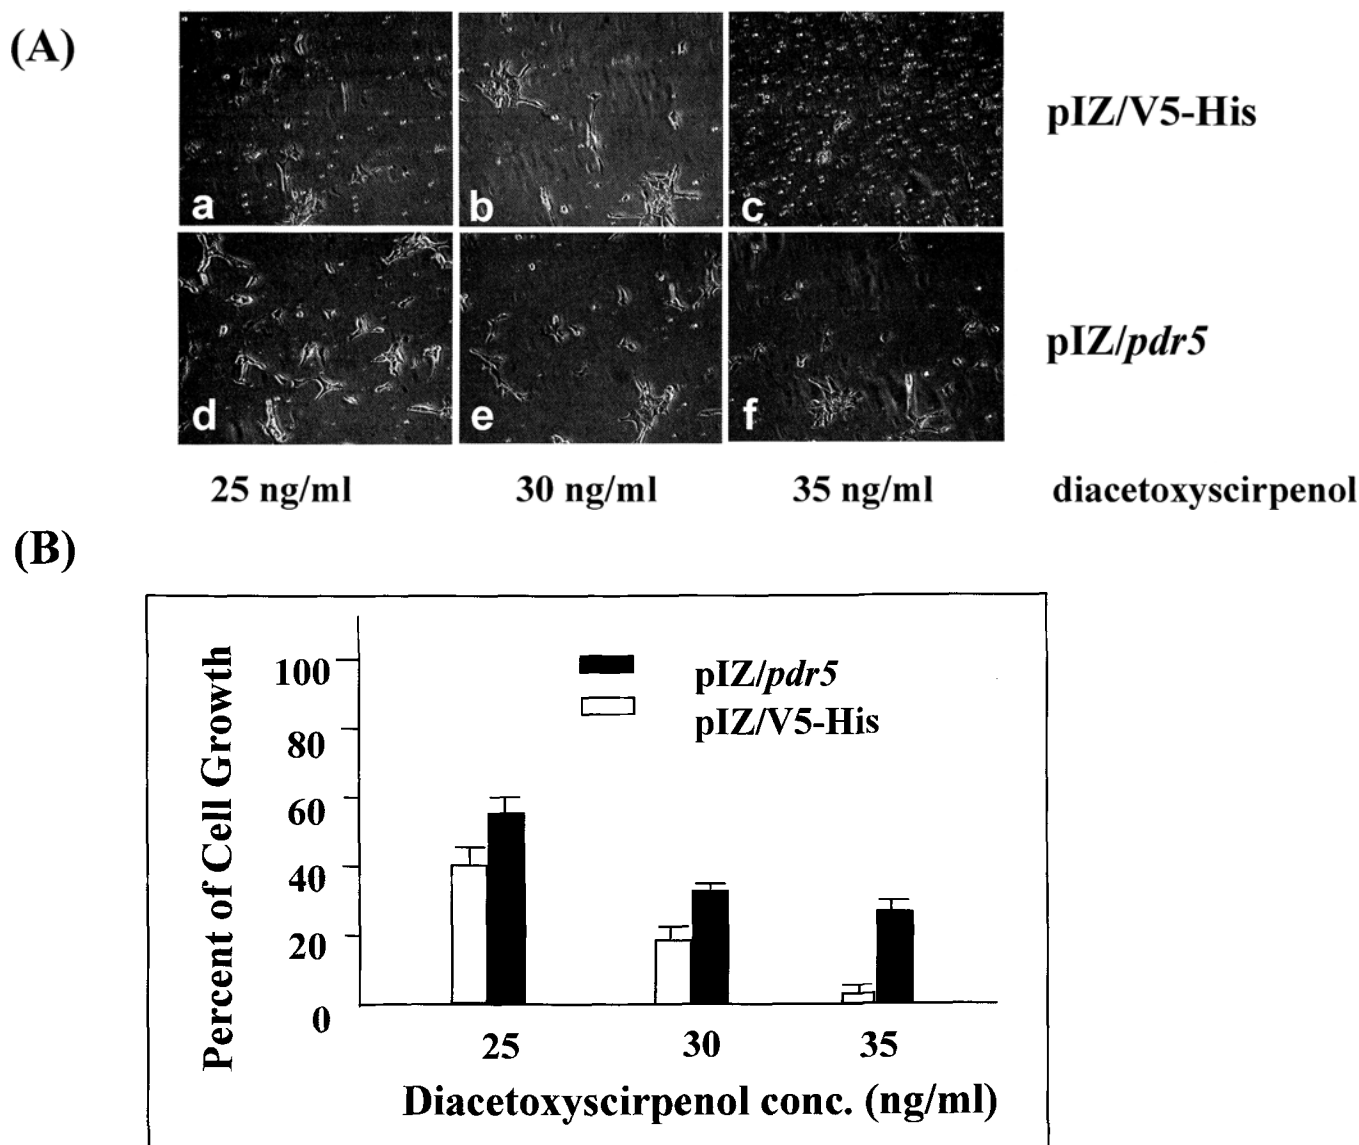 (A)
pIZ/V5-His
a
b
c
pIZ/pdr5
d
e
f
25 ng/ml
30 ng/ml
35 ng/ml
diacetoxyscirpenol
(B)
Percent of Cell Growth
100
80
60
40
20
0
pIZ/pdr5
pIZ/V5-His
25
30
35
Diacetoxyscirpenol conc. (ng/ml)